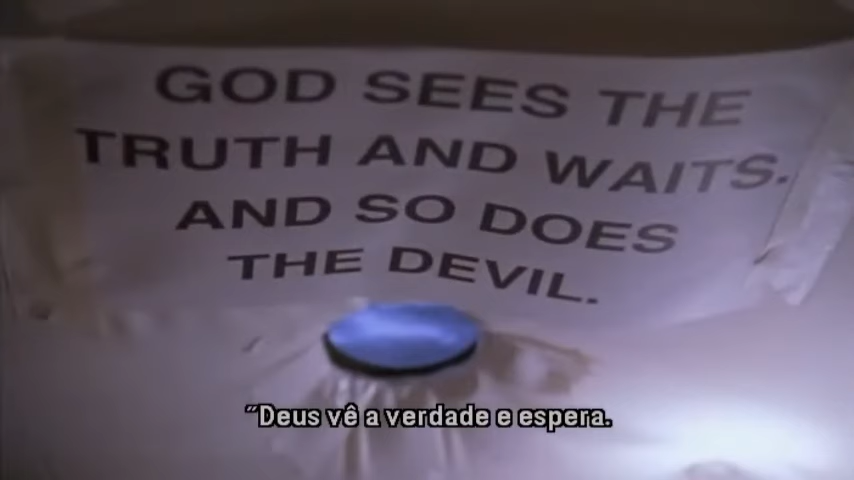 GOD SEES THE
TRUTH AND WAITS.
AND SO DOES
THE DEVIL.
˝Deus vê a verdade e espera.